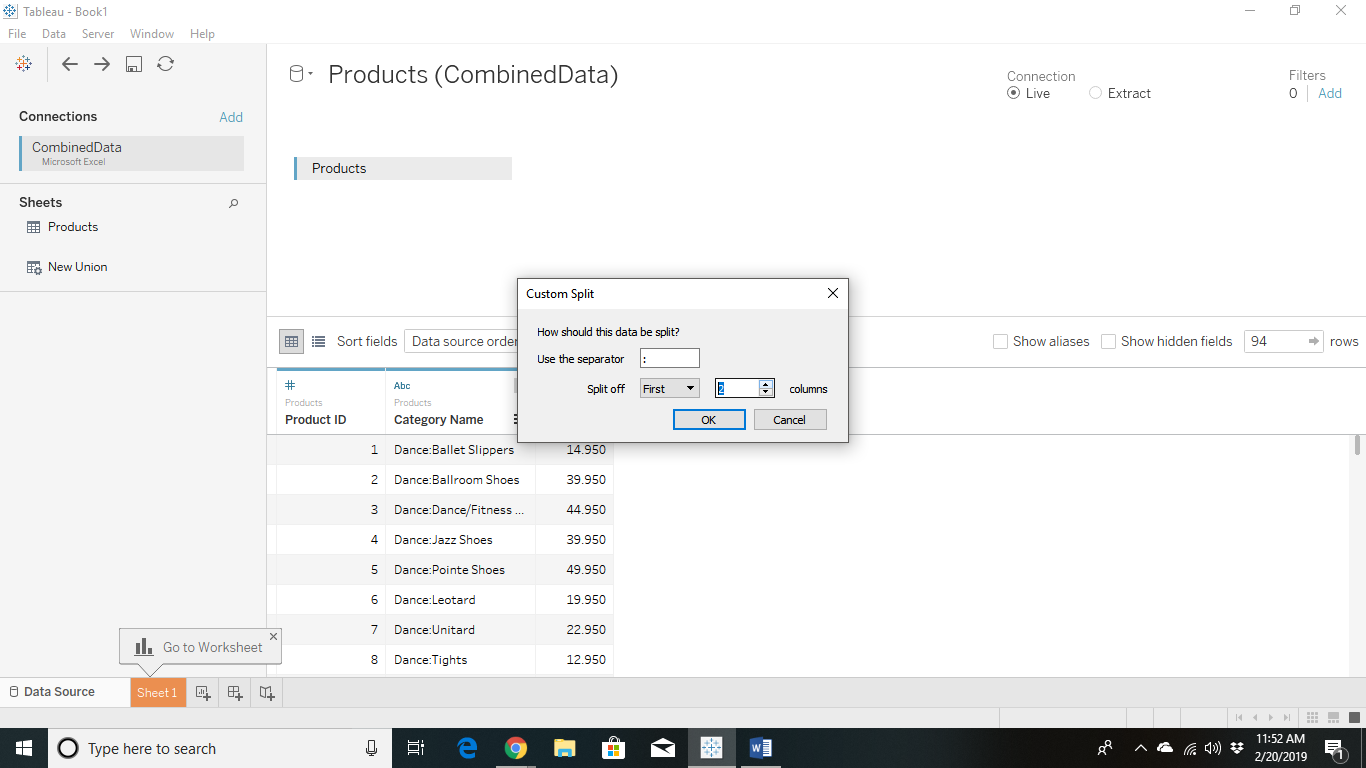 Tableau - Book1
File Data Server Window Help
Connections Add
CombinedData
Microsoft Excel
Sheets
Products
New Union
Products (CombinedData)
Connection
Live Extract
Filters
0 Add
Products
Custom Split
How should this data be split?
Use the separator :
Split off First 2 columns
OK Cancel
Sort fields Data source order
Show aliases Show hidden fields 94 rows
# Abc
Products Products
Product ID Category Name
1 Dance:Ballet Slippers 14.950
2 Dance:Ballroom Shoes 39.950
3 Dance:Dance/Fitness ... 44.950
4 Dance:Jazz Shoes 39.950
5 Dance:Pointe Shoes 49.950
6 Dance:Leotard 19.950
7 Dance:Unitard 22.950
8 Dance:Tights 12.950
Go to Worksheet
Data Source Sheet 1
Type here to search
11:52 AM
2/20/2019
1